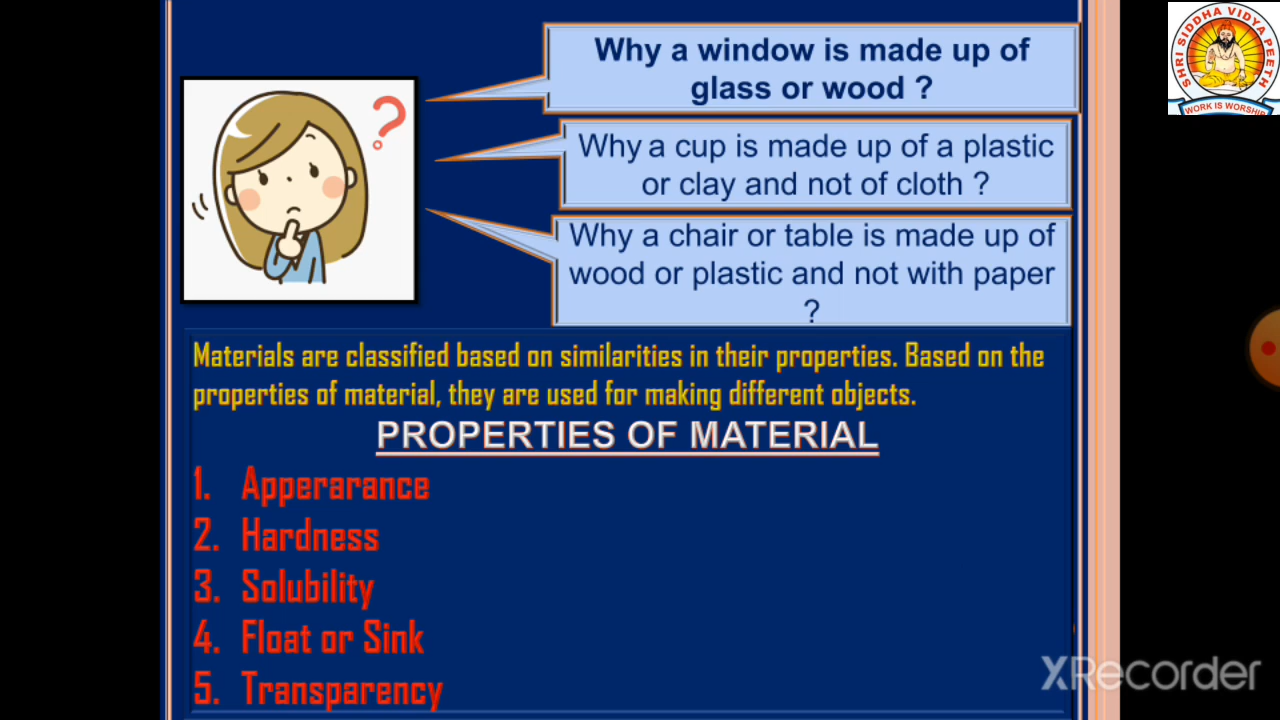 Why a window is made up of
glass or wood ?
Why a cup is made up of a plastic
or clay and not of cloth ?
Why a chair or table is made up of
wood or plastic and not with paper
?
?
Materials are classified based on similarities in their properties. Based on the
properties of material, they are used for making different objects.
PROPERTIES OF MATERIAL
1. Apperarance
2. Hardness
3. Solubility
4. Float or Sink
5. Transparency
SHRI SIDDHA VIDYA PEETH
WORK IS WORSHIP
XRecorder